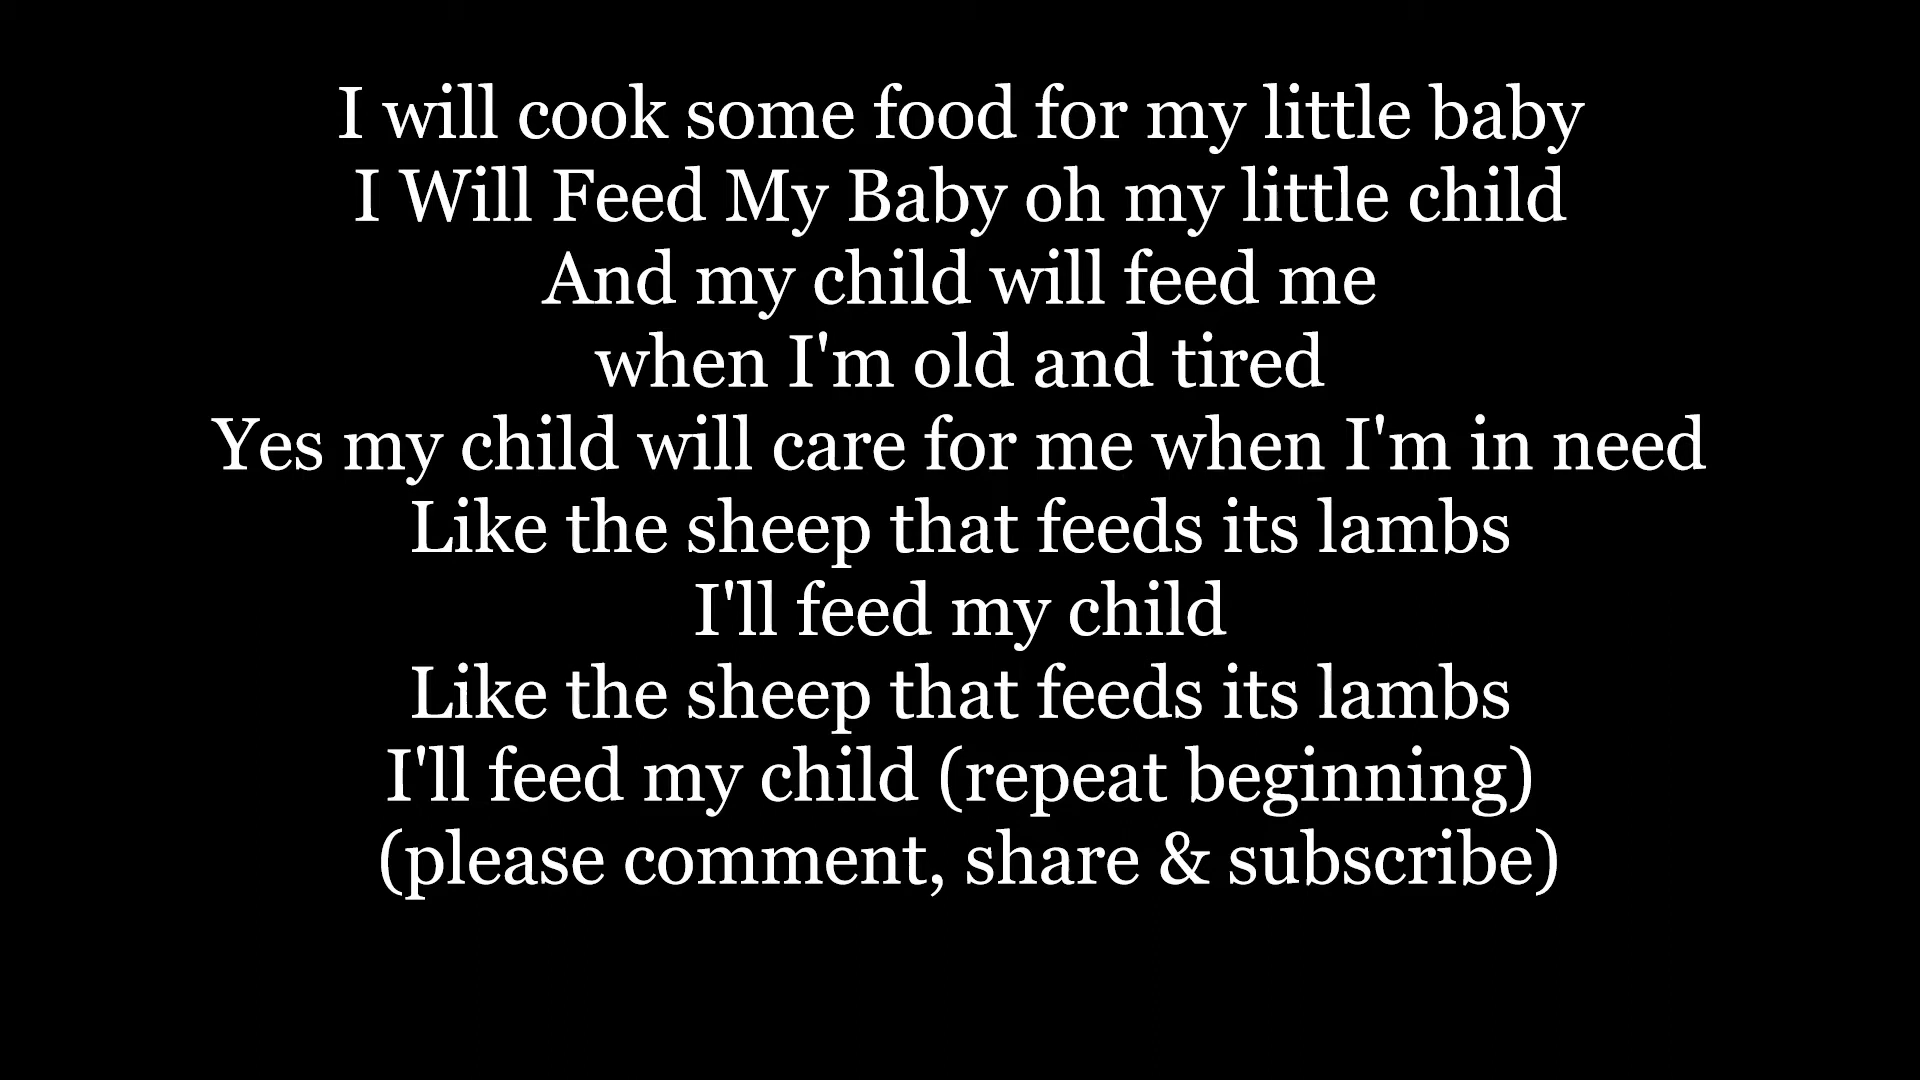 I will cook some food for my little baby
I Will Feed My Baby oh my little child
And my child will feed me
when I'm old and tired
Yes my child will care for me when I'm in need
Like the sheep that feeds its lambs
I'll feed my child
Like the sheep that feeds its lambs
I'll feed my child (repeat beginning)
(please comment, share & subscribe)